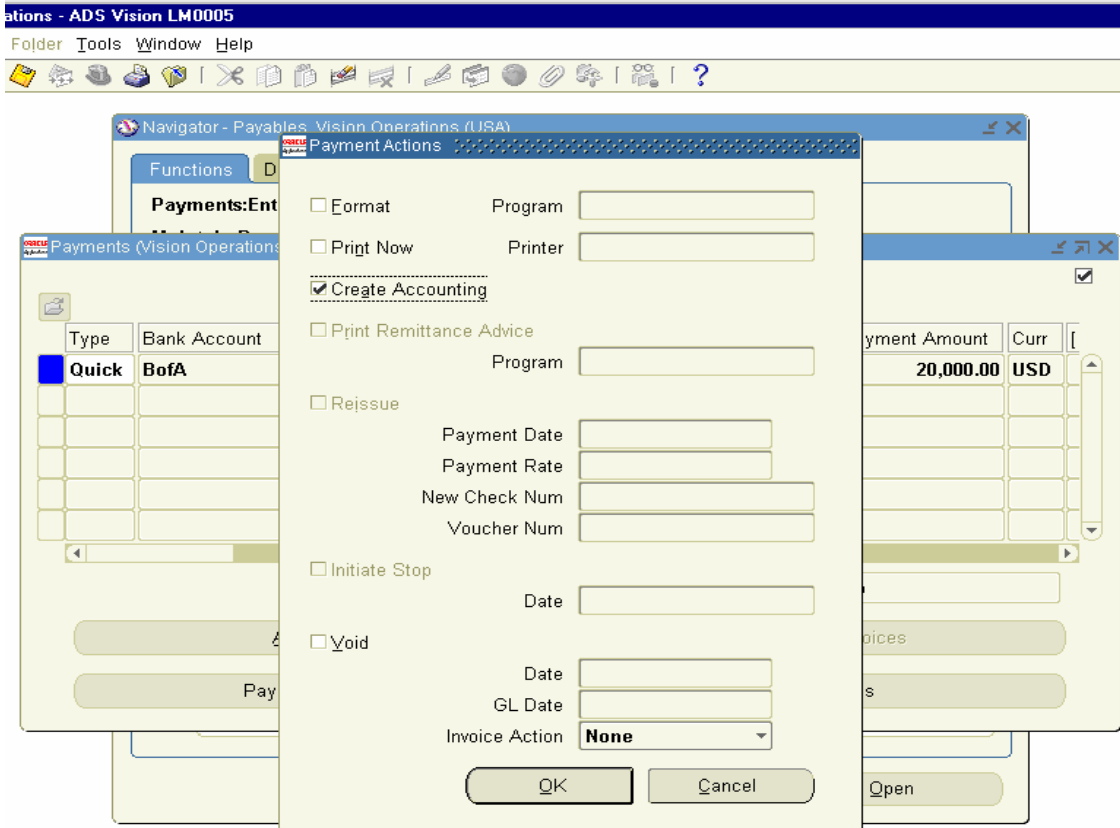 ations - ADS Vision LM0005
Folder Tools Window Help
Navigator - Payables, Vision Operations (USA)
Payment Actions
Functions D
Payments:Ent
Format Program
Print Now Printer
Payments (Vision Operations
Create Accounting
Print Remittance Advice
Program
Type Bank Account yment Amount Curr [
Quick BofA 20,000.00 USD
Reissue
Payment Date
Payment Rate
New Check Num
Voucher Num
Initiate Stop
Date
Void
oices
Date
Pay s
GL Date
Invoice Action None
OK Cancel
Open